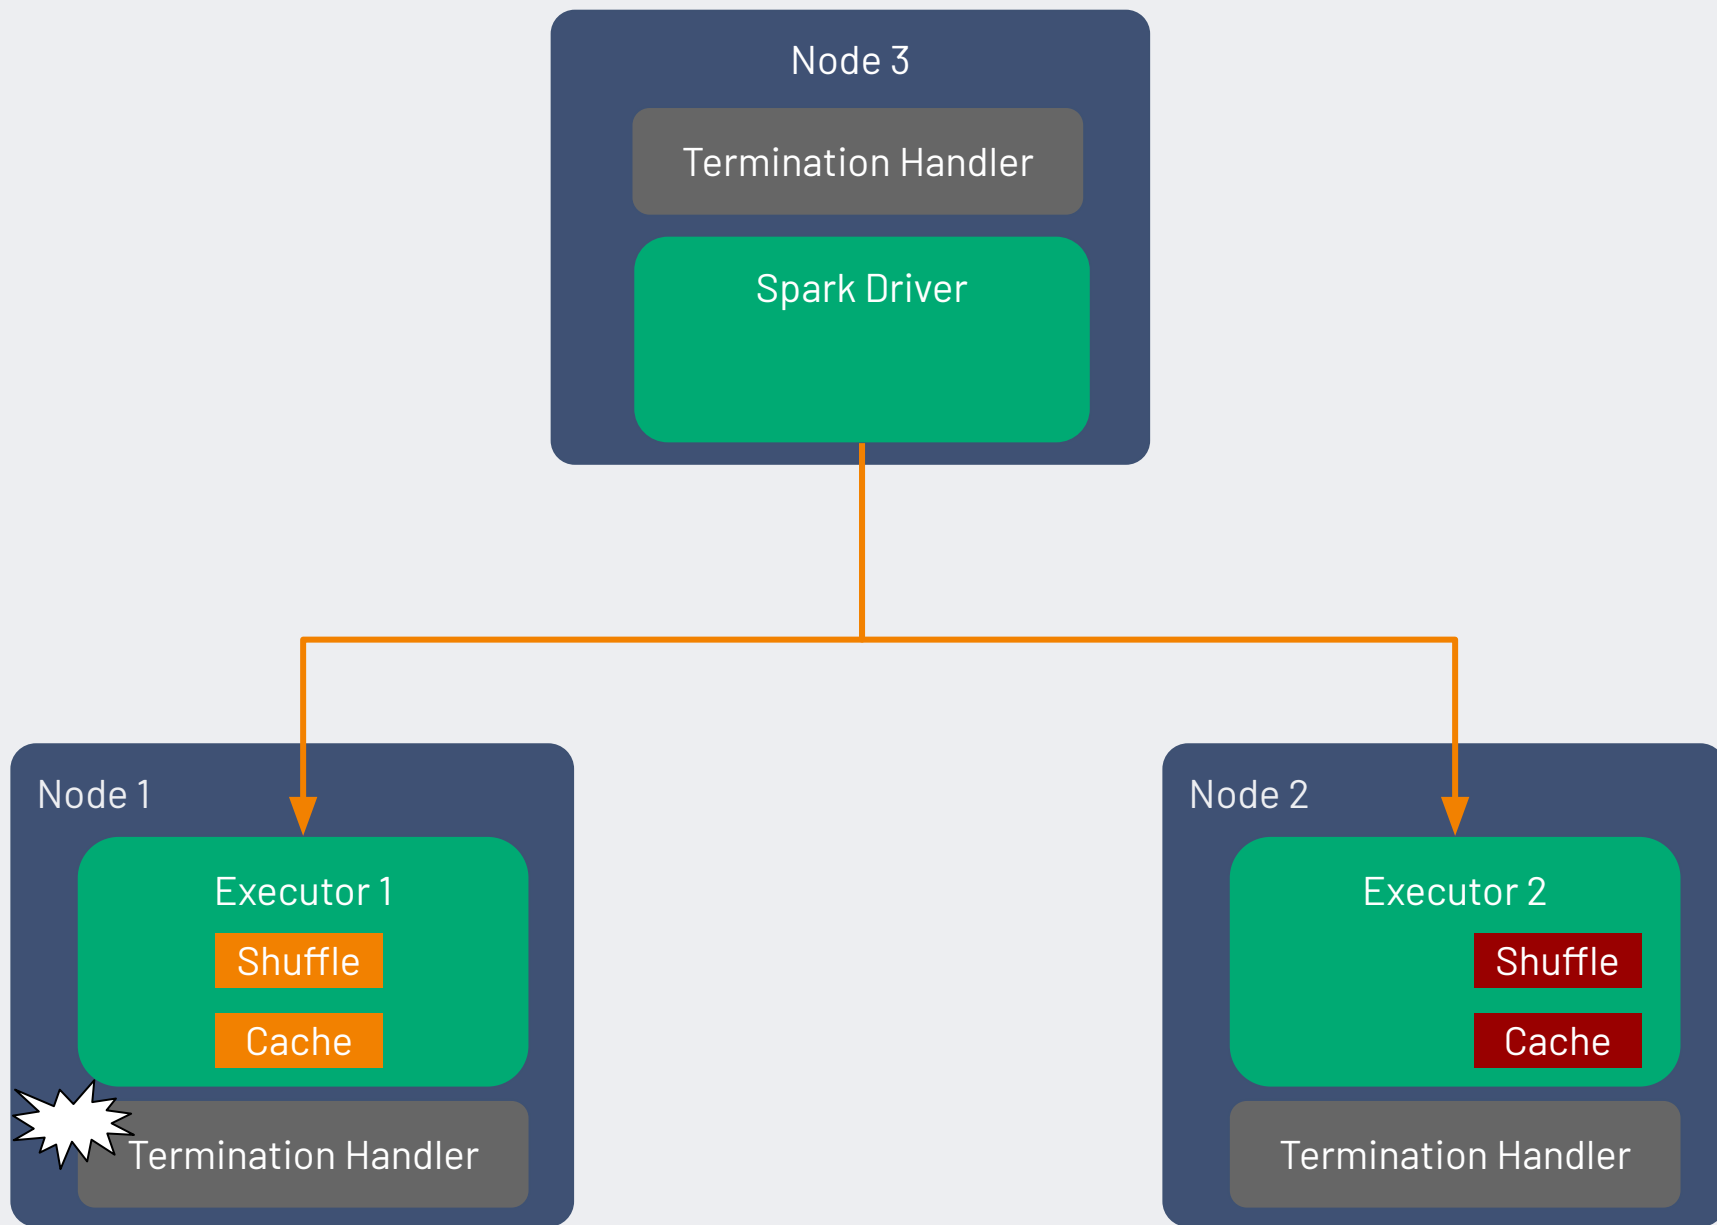 Node 3
Termination Handler
Spark Driver
Node 1
Executor 1
Shuffle
Cache
Termination Handler
Node 2
Executor 2
Shuffle
Cache
Termination Handler